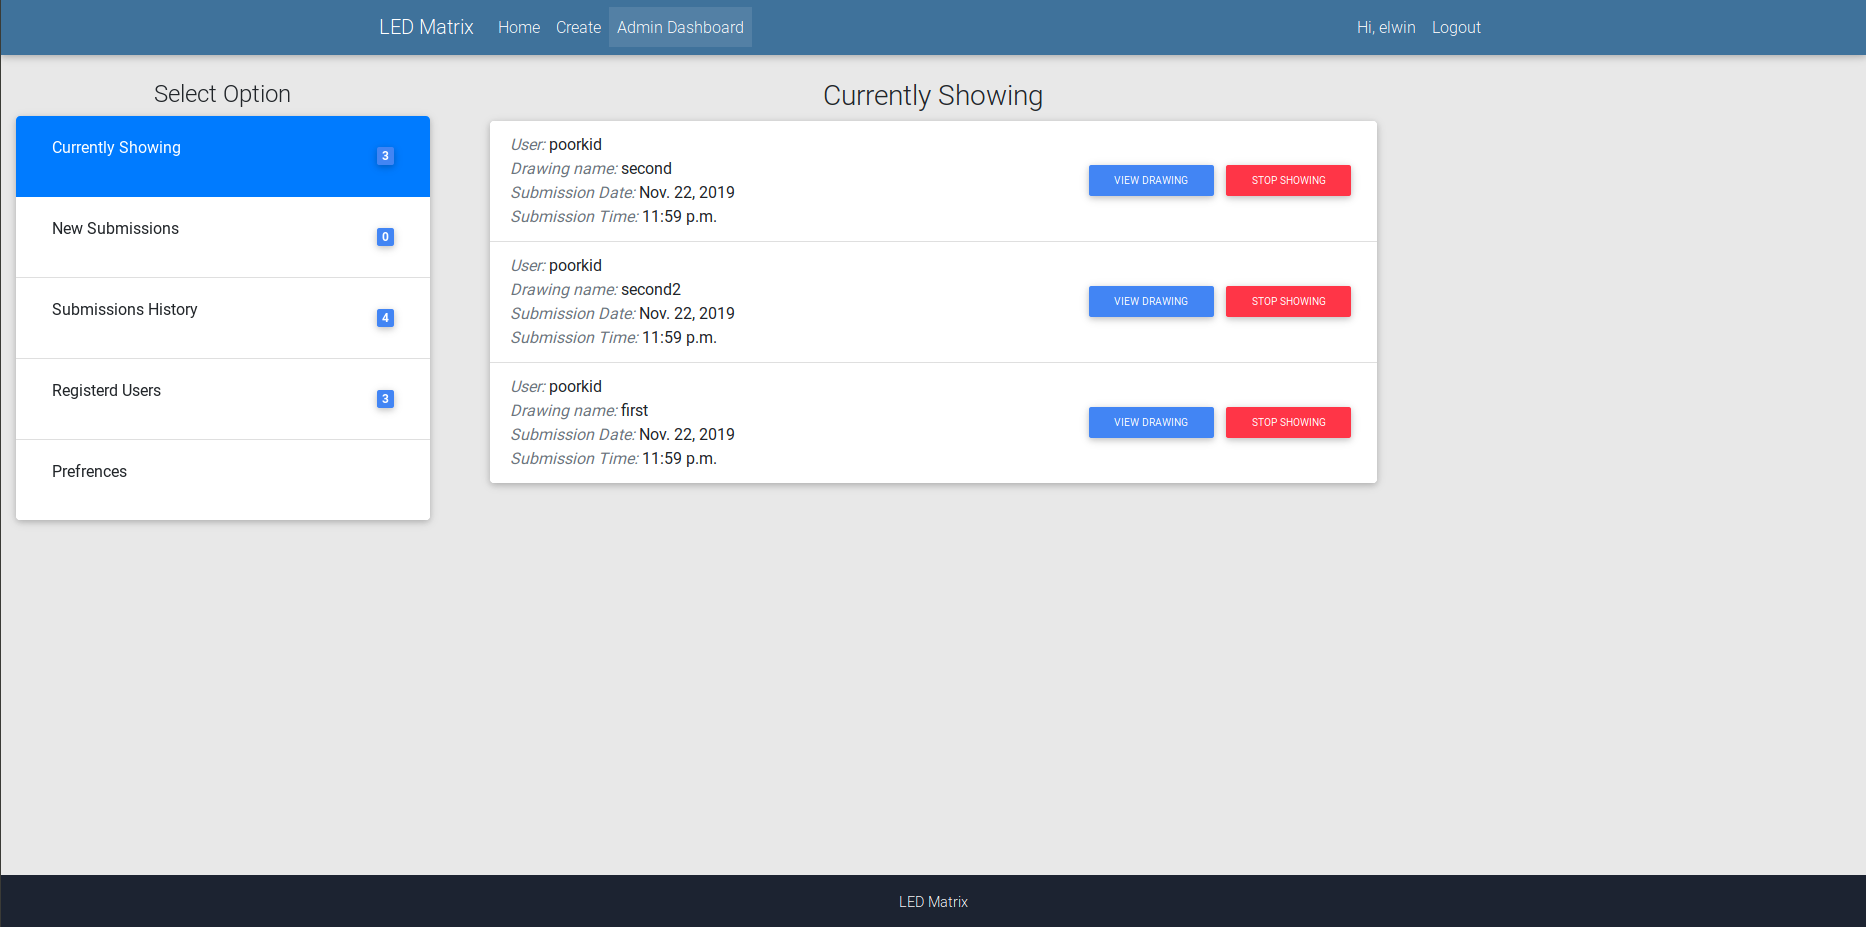 LED Matrix Home Create Admin Dashboard Hi, elwin Logout
Select Option
Currently Showing 3
New Submissions 0
Submissions History 4
Registerd Users 3
Prefrences
Currently Showing
User: poorkid
Drawing name: second
Submission Date: Nov. 22, 2019
Submission Time: 11:59 p.m.
VIEW DRAWING STOP SHOWING
User: poorkid
Drawing name: second2
Submission Date: Nov. 22, 2019
Submission Time: 11:59 p.m.
VIEW DRAWING STOP SHOWING
User: poorkid
Drawing name: first
Submission Date: Nov. 22, 2019
Submission Time: 11:59 p.m.
VIEW DRAWING STOP SHOWING
LED Matrix